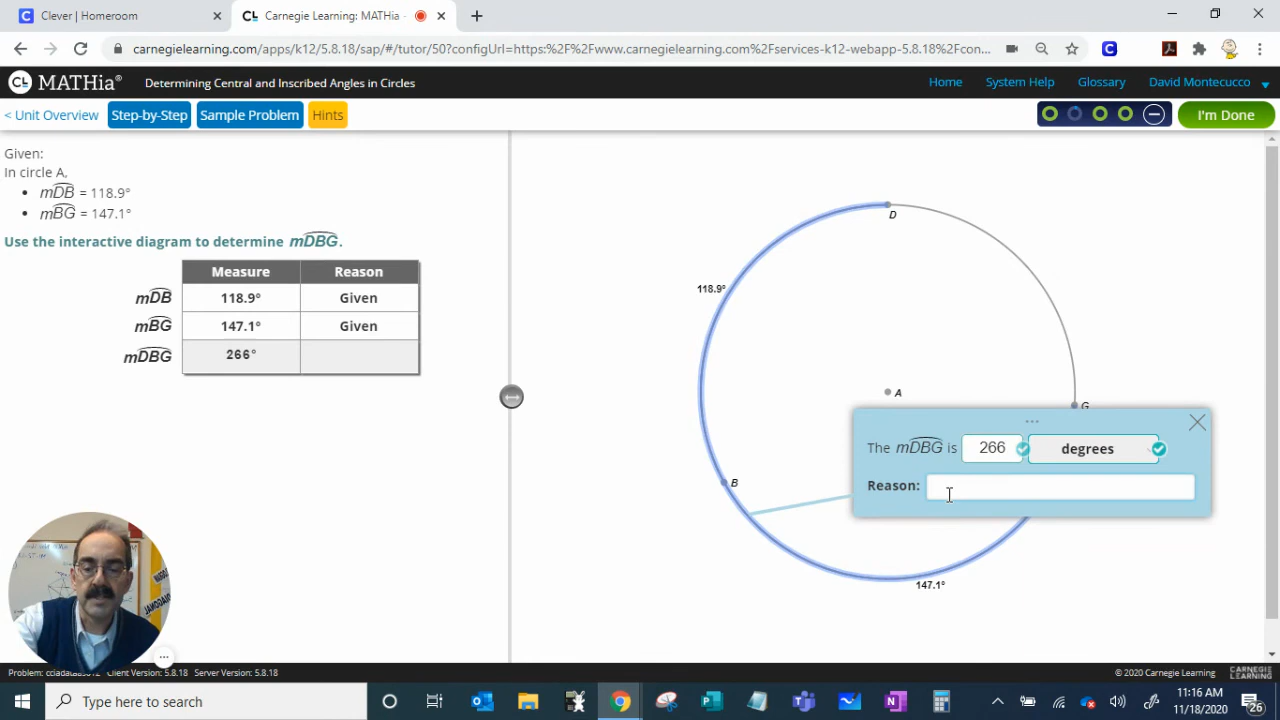 Clever | Homeroom
Carnegie Learning: MATHia -
carnegielearning.com/apps/k12/5.8.18/sap/#/tutor/50?configUrl=https:%2F%2Fwww.carnegielearning.com%2Fservices-k12-webapp-5.8.18%2Fcon...
CL MATHia® Determining Central and Inscribed Angles in Circles
Home System Help Glossary David Montecucco
< Unit Overview Step-by-Step Sample Problem Hints I'm Done
Given:
In circle A,
• mDB = 118.9°
• mBG = 147.1°
Use the interactive diagram to determine mDBG.
Measure Reason
mDB 118.9° Given
mBG 147.1° Given
mDBG 266°
D
118.9°
A
G
B
147.1°
The mDBG is 266 degrees
Reason:
Client Version: 5.8.18 Server Version: 5.8.18
© 2020 Carnegie Learning
CARNEGIE LEARNING
Type here to search
11:16 AM
11/18/2020
26